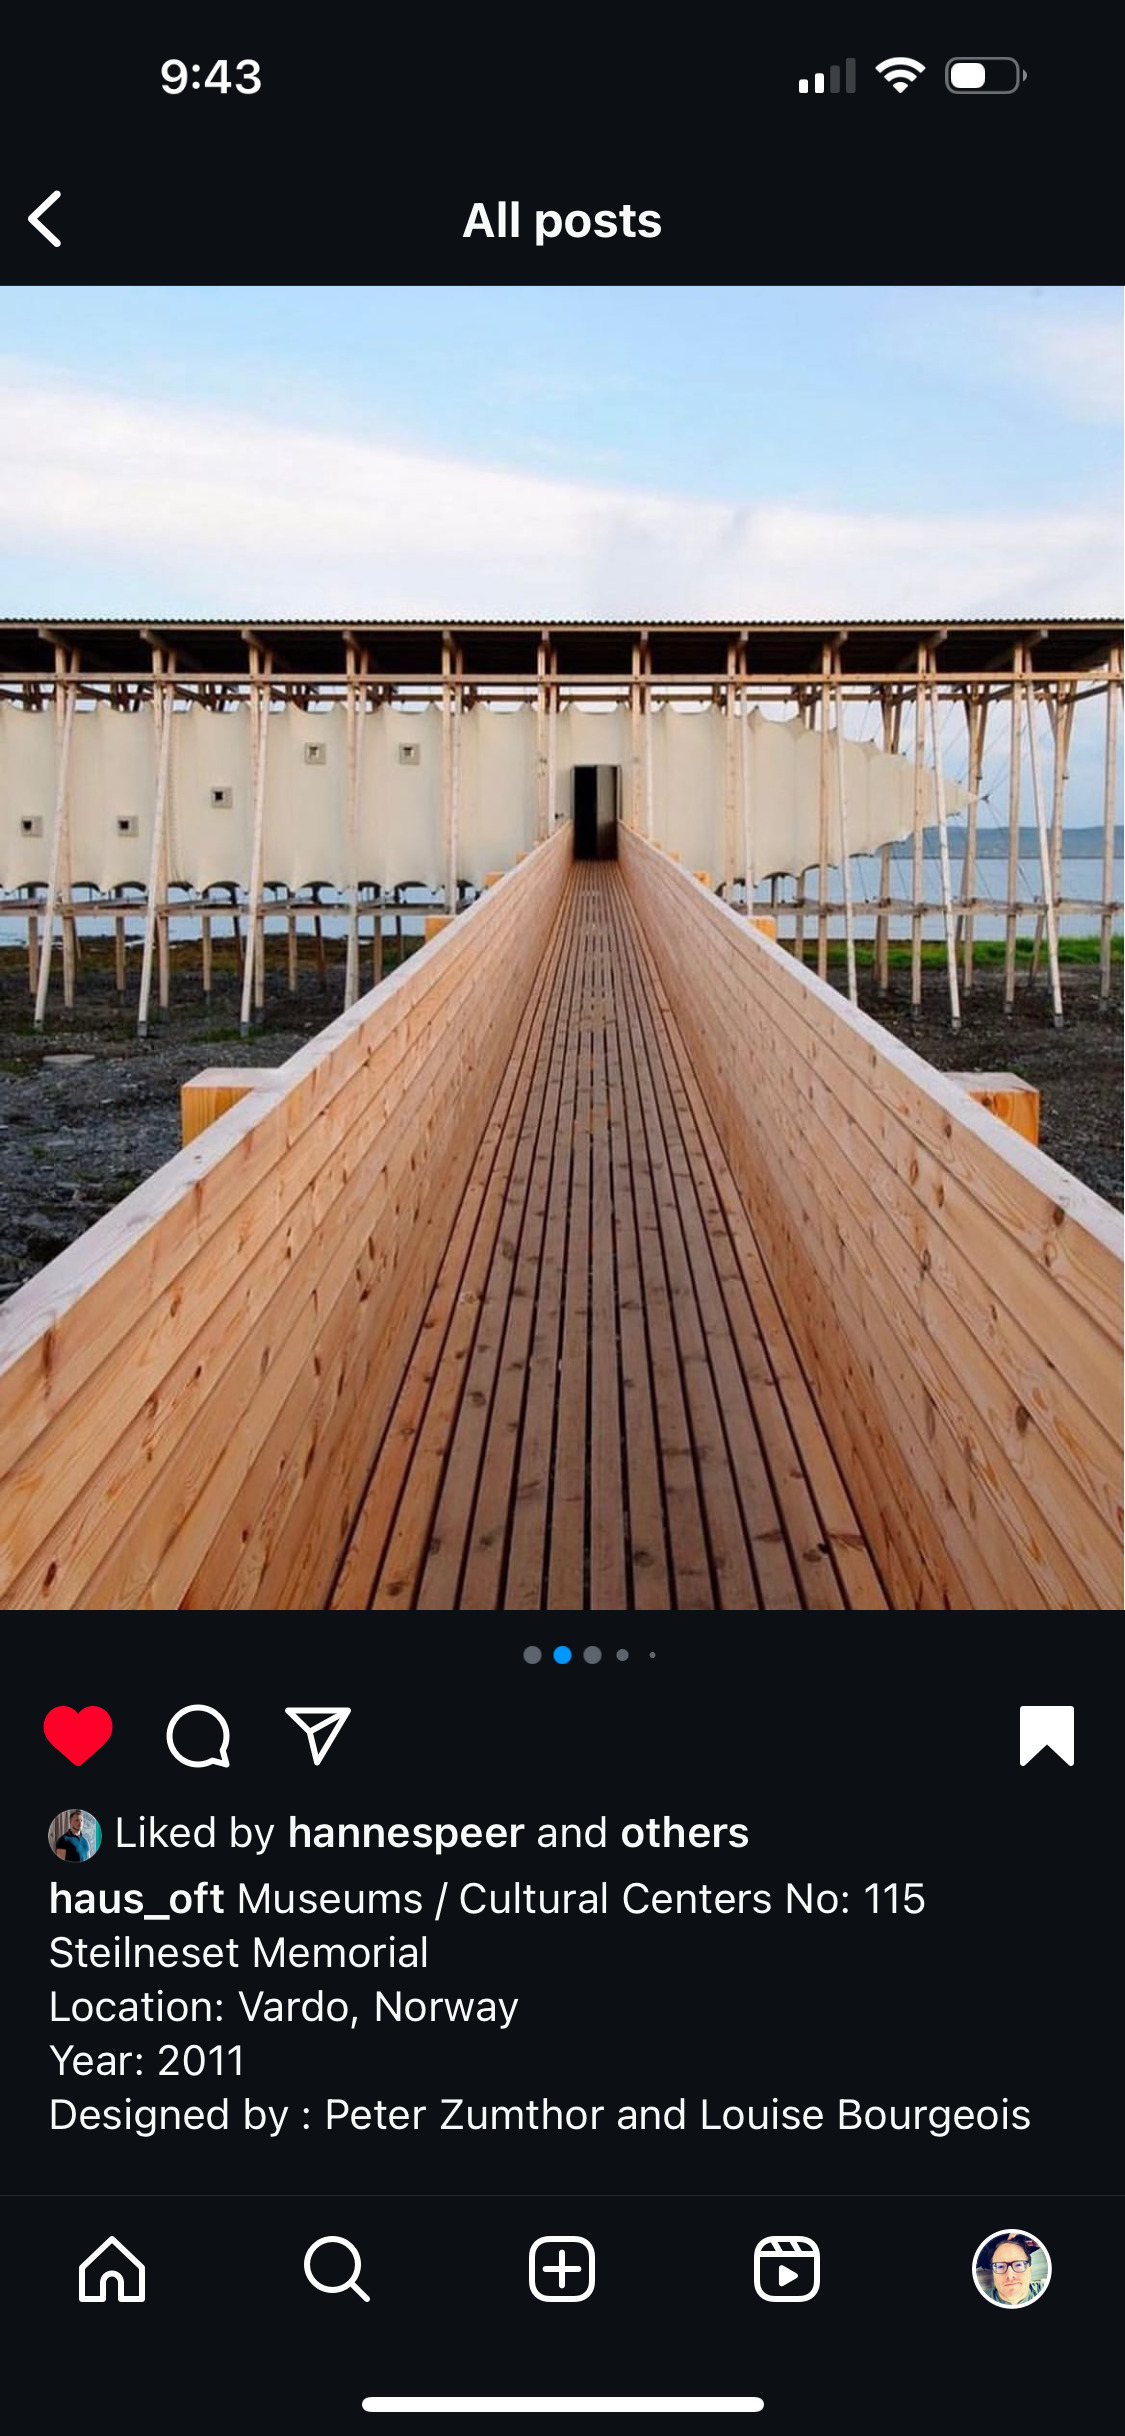 9:43
All posts
Liked by hannespeer and others
haus_oft Museums / Cultural Centers No: 115
Steilneset Memorial
Location: Vardo, Norway
Year: 2011
Designed by : Peter Zumthor and Louise Bourgeois